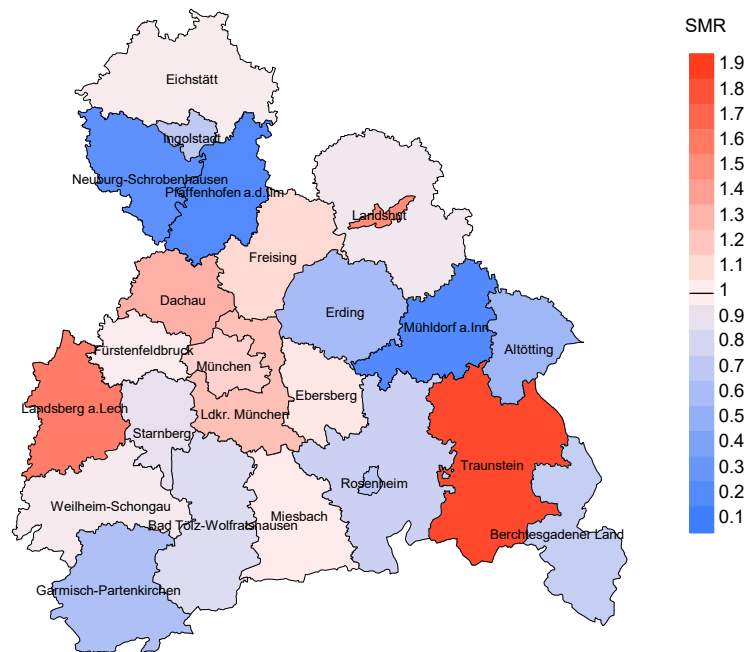 SMR
1.9
1.8
1.7
1.6
1.5
1.4
1.3
1.2
1.1
1
0.9
0.8
0.7
0.6
0.5
0.4
0.3
0.2
0.1
Eichstätt
Ingolstadt
Neuburg-Schrobenhausen
Pfaffenhofen a.d.Ilm
Landshut
Freising
Dachau
Erding
Mühldorf a.Inn
Altötting
Fürstenfeldbruck
München
Ebersberg
Landsberg a.Lech
Ldkr. München
Starnberg
Traunstein
Rosenheim
Weilheim-Schongau
Miesbach
Bad Tölz-Wolfratshausen
Berchtesgadener Land
Garmisch-Partenkirchen